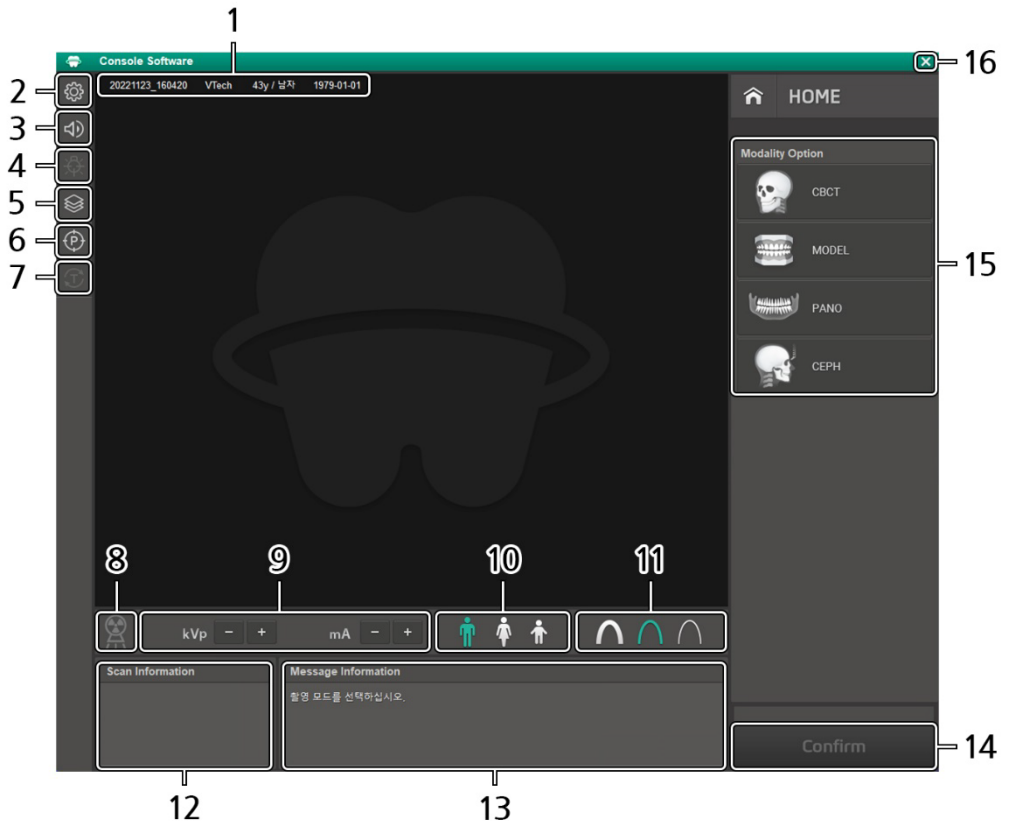 1
Console Software
16
20221123_160420 VTech 43y / 남자 1979-01-01
2
3
4
5
6
P
7
T
HOME
Modality Option
CBCT
MODEL
15
PANO
CEPH
8
9
10
11
kVp - + mA - +
Scan Information
Message Information
촬영 모드를 선택하십시오.
Confirm
14
12
13